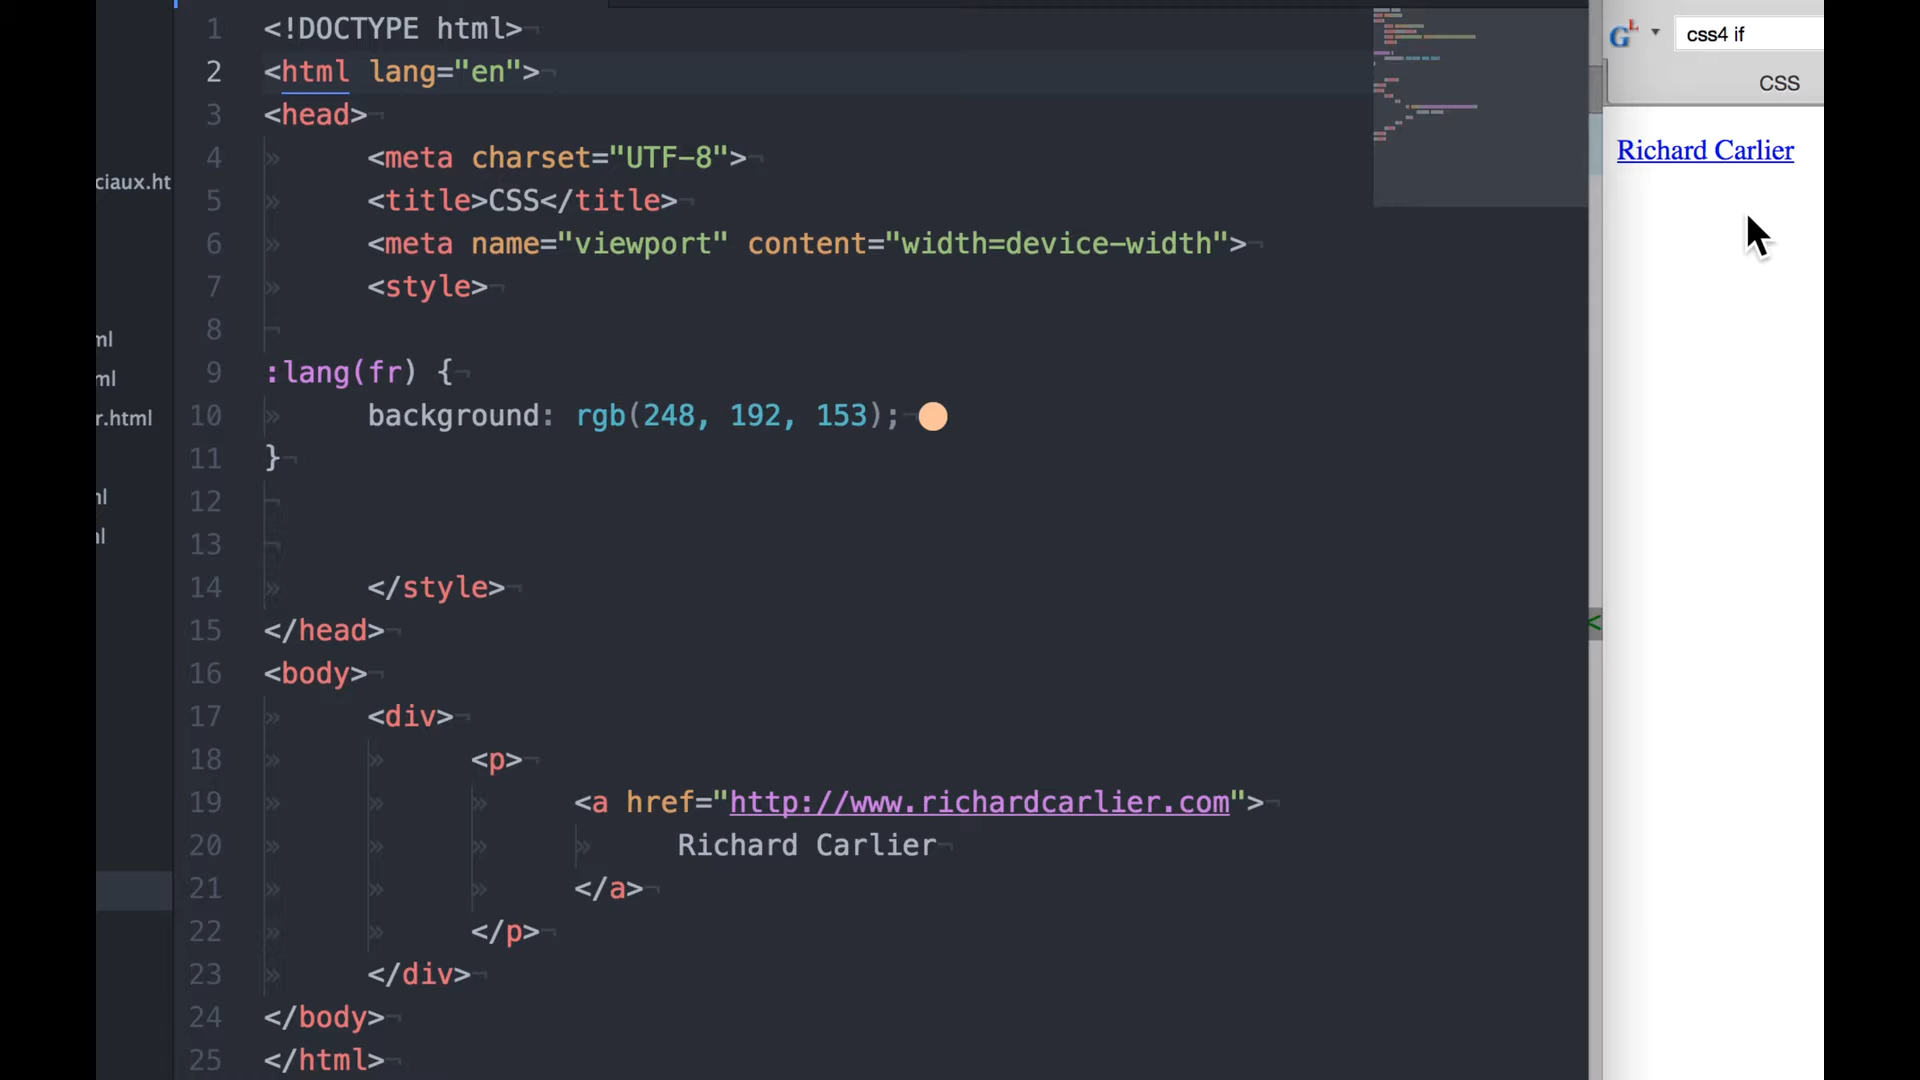 1 <!DOCTYPE html>
2 <html lang="en">
3 <head>
4 <meta charset="UTF-8">
5 <title>CSS</title>
6 <meta name="viewport" content="width=device-width">
7 <style>
8
9 :lang(fr) {
10 background: rgb(248, 192, 153);
11 }
12
13
14 </style>
15 </head>
16 <body>
17 <div>
18 <p>
19 <a href="http://www.richardcarlier.com">
20 Richard Carlier
21 </a>
22 </p>
23 </div>
24 </body>
25 </html>
ciaux.ht
ml
ml
r.html
ml
css4 if
CSS
Richard Carlier